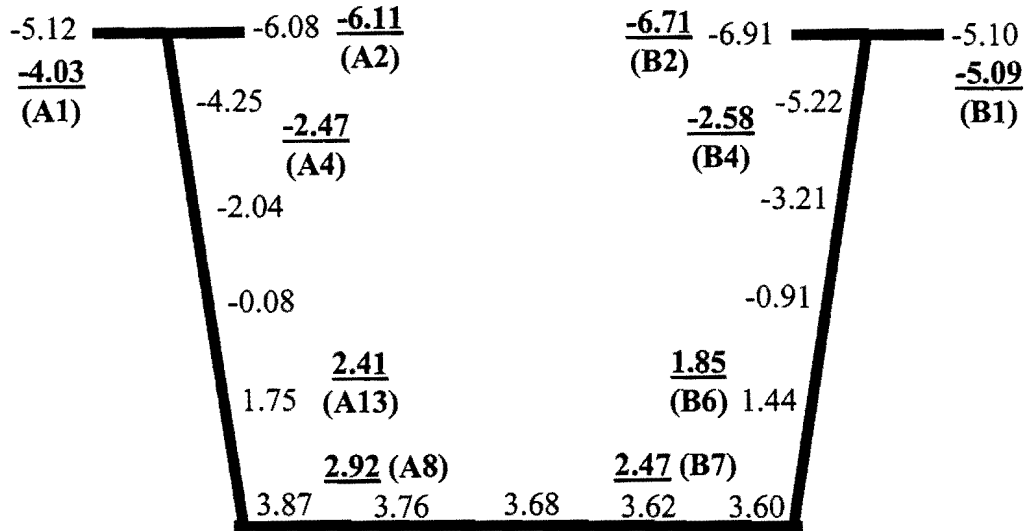 -5.12 -6.08 -6.11 -6.71 -6.91 -5.10
(A2) (B2)
-4.03 -5.09
(A1) (B1)
-4.25 -5.22
-2.47 -2.58
(A4) (B4)
-2.04 -3.21
-0.08 -0.91
2.41 1.85
1.75 (A13) (B6) 1.44
2.92 (A8) 2.47 (B7)
3.87 3.76 3.68 3.62 3.60